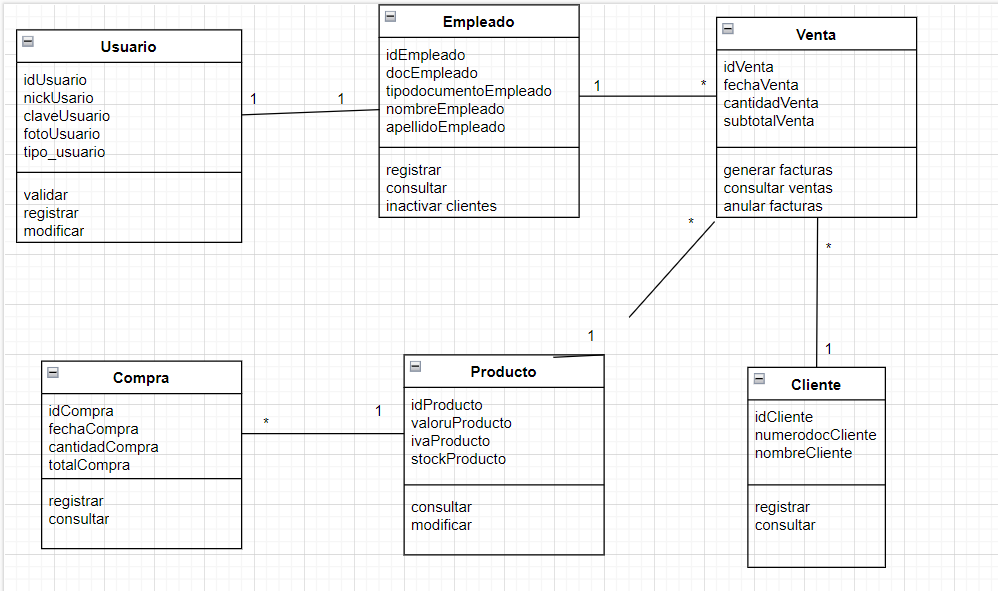 Usuario
idUsuario
nickUsario
claveUsuario
fotoUsuario
tipo_usuario
validar
registrar
modificar
1
1
Empleado
idEmpleado
docEmpleado
tipodocumentoEmpleado
nombreEmpleado
apellidoEmpleado
registrar
consultar
inactivar clientes
1
*
Venta
idVenta
fechaVenta
cantidadVenta
subtotalVenta
generar facturas
consultar ventas
anular facturas
*
*
1
1
Compra
idCompra
fechaCompra
cantidadCompra
totalCompra
registrar
consultar
*
1
Producto
idProducto
valoruProducto
ivaProducto
stockProducto
consultar
modificar
Cliente
idCliente
numerodocCliente
nombreCliente
registrar
consultar